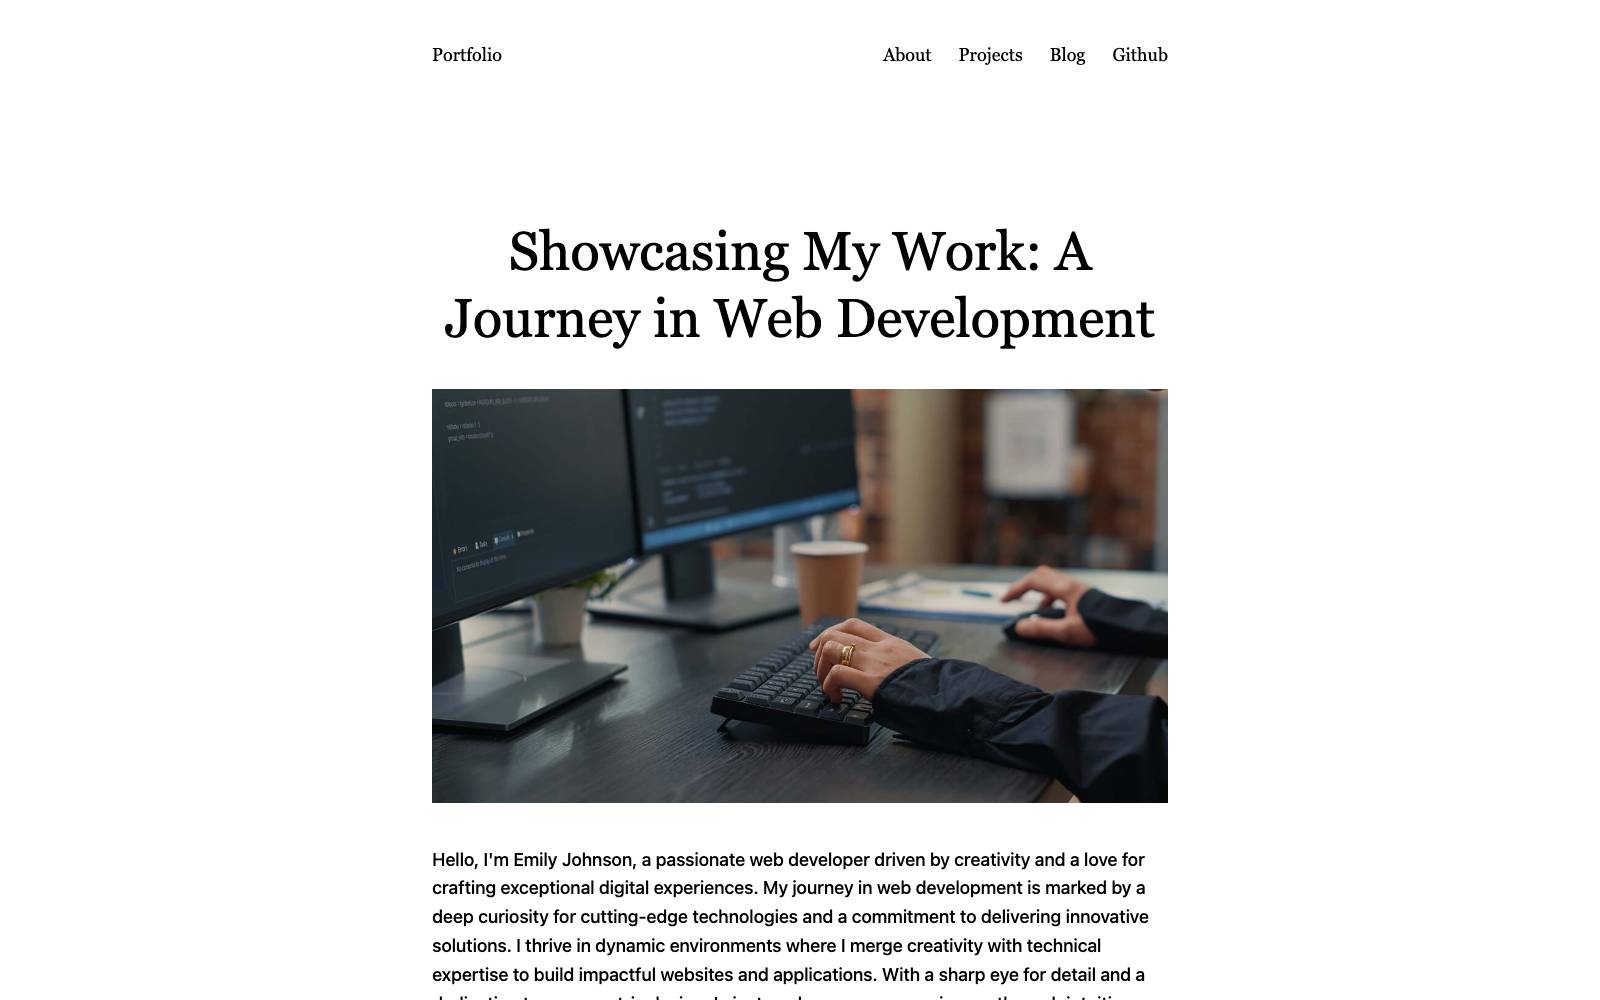 Portfolio
About Projects Blog Github
Showcasing My Work: A
Journey in Web Development
Hello, I'm Emily Johnson, a passionate web developer driven by creativity and a love for
crafting exceptional digital experiences. My journey in web development is marked by a
deep curiosity for cutting-edge technologies and a commitment to delivering innovative
solutions. I thrive in dynamic environments where I merge creativity with technical
expertise to build impactful websites and applications. With a sharp eye for detail and a